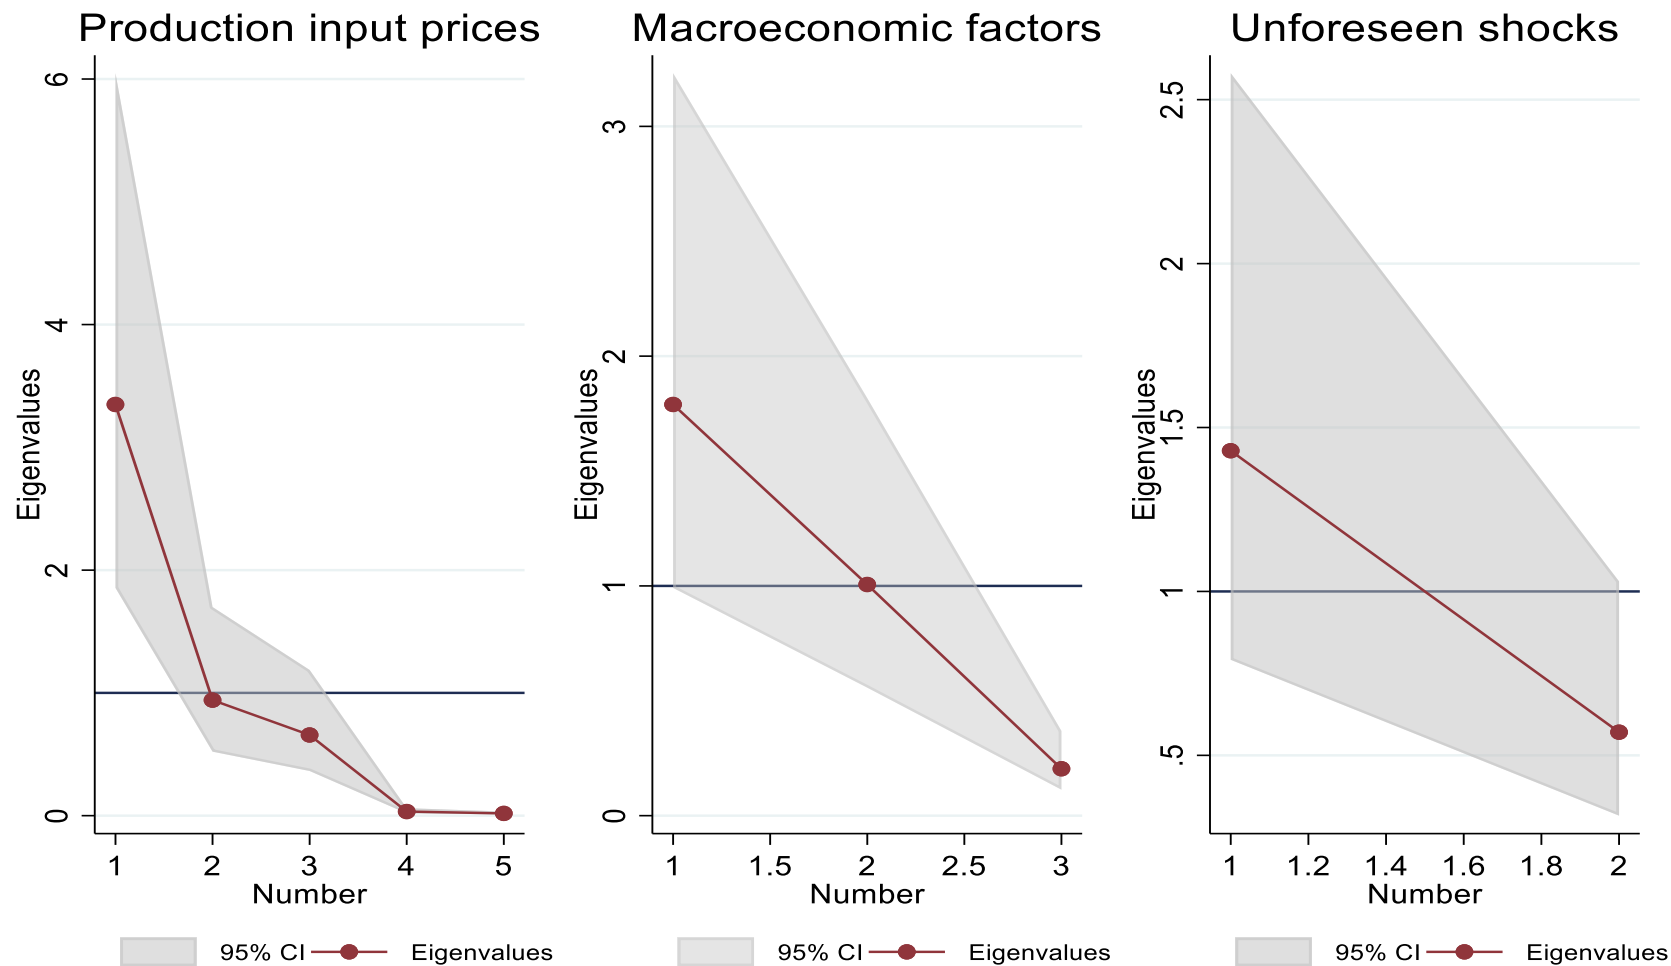 Production input prices
Eigenvalues
6
4
2
0
1 2 3 4 5
Number
95% CI Eigenvalues
Macroeconomic factors
Eigenvalues
3
2
1
0
1 1.5 2 2.5 3
Number
95% CI Eigenvalues
Unforeseen shocks
Eigenvalues
2.5
2
1.5
1
.5
1 1.2 1.4 1.6 1.8 2
Number
95% CI Eigenvalues